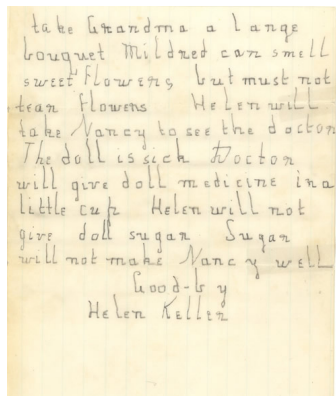 take Grandma a large
bouquet Mildred can smell
sweet flowers but must not
tear flowers Helen will
take Nancy to see the doctor
The doll is sick Doctor
will give doll medicine in a
little cup Helen will not
give doll sugar Sugar
will not make Nancy well
Good-by
Helen Keller